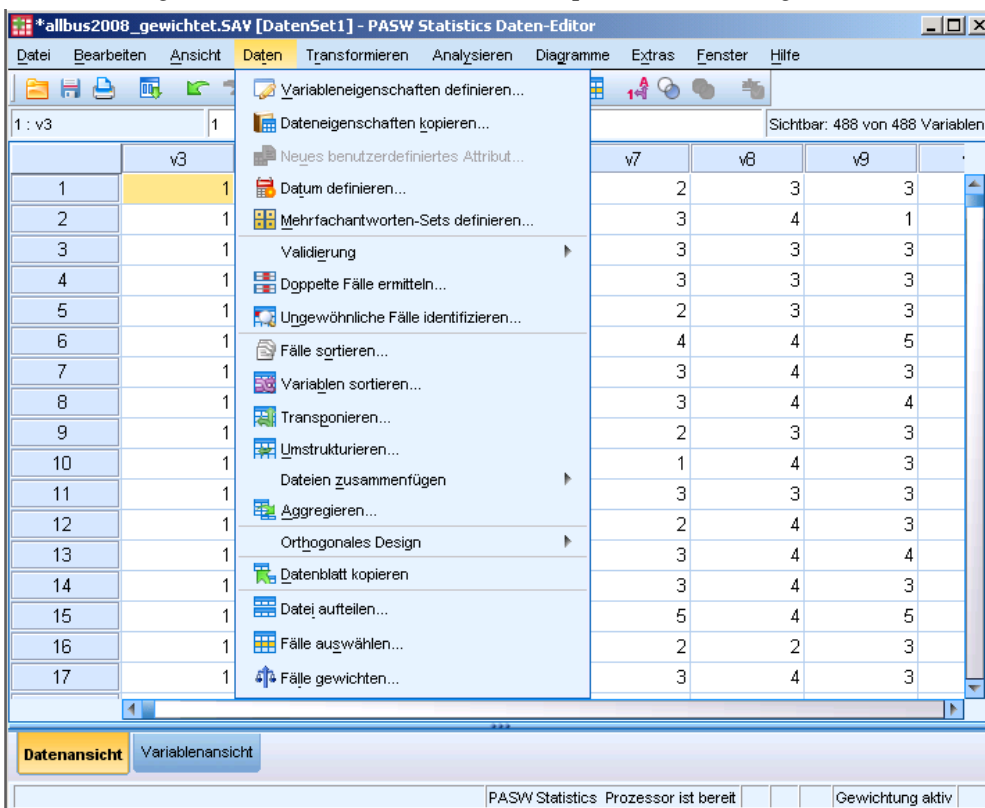 *allbus2008_gewichtet.SAV [DatenSet1] - PASW Statistics Daten-Editor
Datei Bearbeiten Ansicht Daten Transformieren Analysieren Diagramme Extras Fenster Hilfe
1 : v3 1 Sichtbar: 488 von 488 Variablen
v3 v7 v8 v9
1 1 2 3 3
2 1 3 4 1
3 1 3 3 3
4 1 3 3 3
5 1 2 3 3
6 1 4 4 5
7 1 3 4 3
8 1 3 4 4
9 1 2 3 3
10 1 1 4 3
11 1 3 3 3
12 1 2 4 3
13 1 3 4 4
14 1 3 4 3
15 1 5 4 5
16 1 2 2 3
17 1 3 4 3
Variableneigenschaften definieren...
Dateneigenschaften kopieren...
Neues benutzerdefiniertes Attribut...
Datum definieren...
Mehrfachantworten-Sets definieren...
Validierung
Doppelte Fälle ermitteln...
Ungewöhnliche Fälle identifizieren...
Fälle sortieren...
Variablen sortieren...
Transponieren...
Umstrukturieren...
Dateien zusammenfügen
Aggregieren...
Orthogonales Design
Datenblatt kopieren
Datei aufteilen...
Fälle auswählen...
Fälle gewichten...
Datenansicht Variablenansicht
PASW Statistics Prozessor ist bereit Gewichtung aktiv